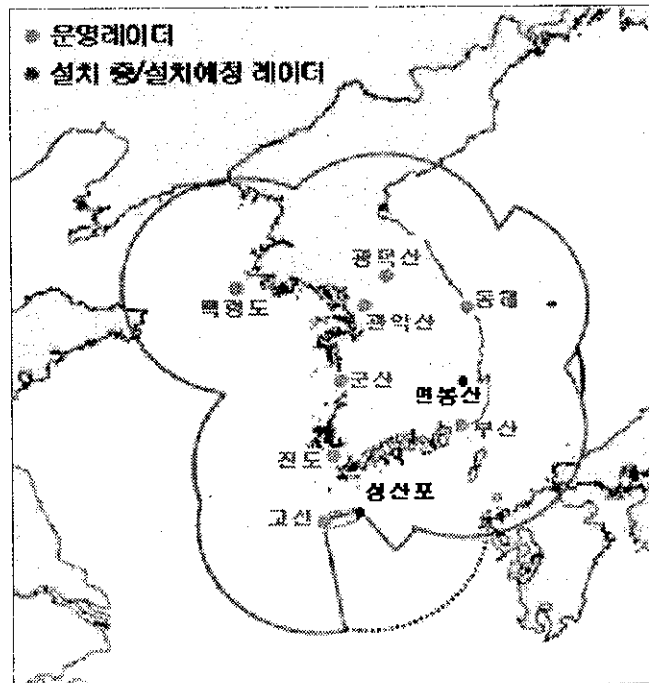 운영레이더
설치 중/설치예정 레이더
광덕산
백령도
동해
관악산
군산
면봉산
부산
진도
성산포
고산